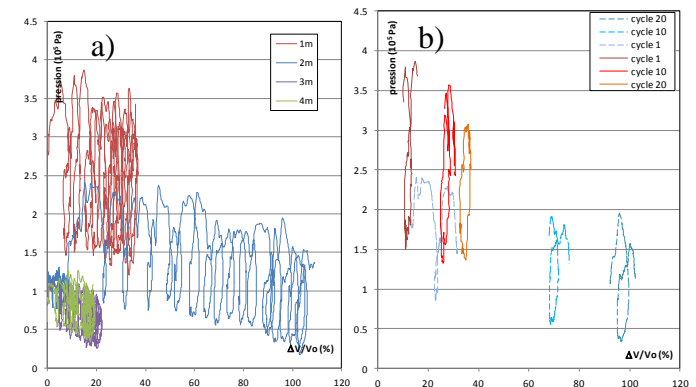 a)
pression (10⁵ Pa)
4.5
4
3.5
3
2.5
2
1.5
1
0.5
0
0 20 40 60 80 100 120
ΔV/Vo (%)
1m
2m
3m
4m
b)
pression (10⁵ Pa)
4.5
4
3.5
3
2.5
2
1.5
1
0.5
0
0 20 40 60 80 100 120
ΔV/Vo (%)
cycle 20
cycle 10
cycle 1
cycle 1
cycle 10
cycle 20